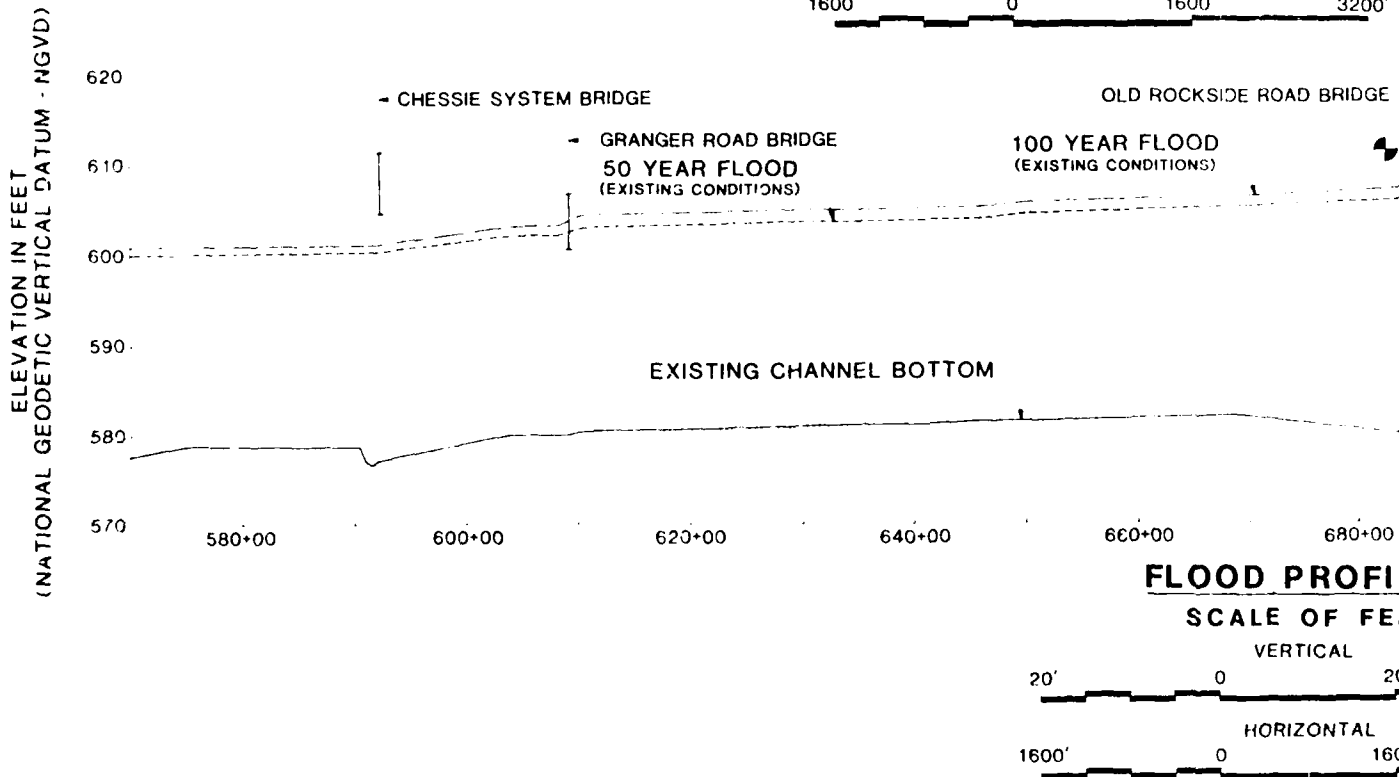 1600 0 1600 3200'
ELEVATION IN FEET
(NATIONAL GEODETIC VERTICAL DATUM - NGVD)
620
CHESSIE SYSTEM BRIDGE
OLD ROCKSIDE ROAD BRIDGE
GRANGER ROAD BRIDGE
100 YEAR FLOOD
(EXISTING CONDITIONS)
610
50 YEAR FLOOD
(EXISTING CONDITIONS)
600
590
EXISTING CHANNEL BOTTOM
580
570
580+00 600+00 620+00 640+00 660+00 680+00
FLOOD PROFI
SCALE OF FE
VERTICAL
20' 0 20
HORIZONTAL
1600' 0 160